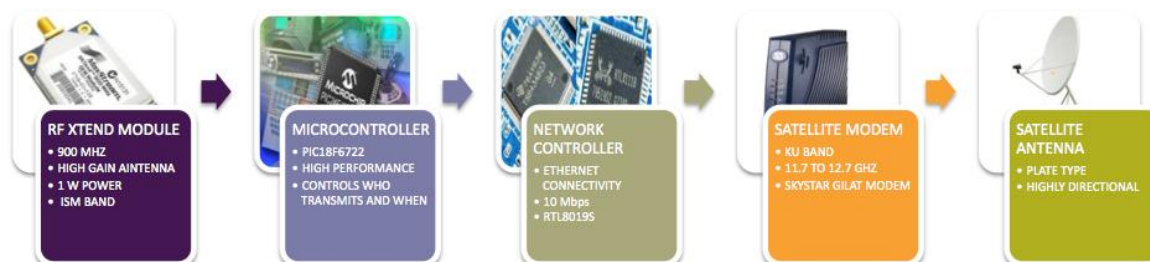 RF XTEND MODULE
• 900 MHZ
• HIGH GAIN AINTENNA
• 1 W POWER
• ISM BAND
MICROCHIP
MICROCONTROLLER
• PIC18F6722
• HIGH PERFORMANCE
• CONTROLS WHO
TRANSMITS AND WHEN
NETWORK
CONTROLLER
• ETHERNET
CONNECTIVITY
• 10 Mbps
• RTL8019S
SATELLITE MODEM
• KU BAND
• 11.7 TO 12.7 GHZ
• SKYSTAR GILAT MODEM
SATELLITE
ANTENNA
• PLATE TYPE
• HIGHLY DIRECTIONAL